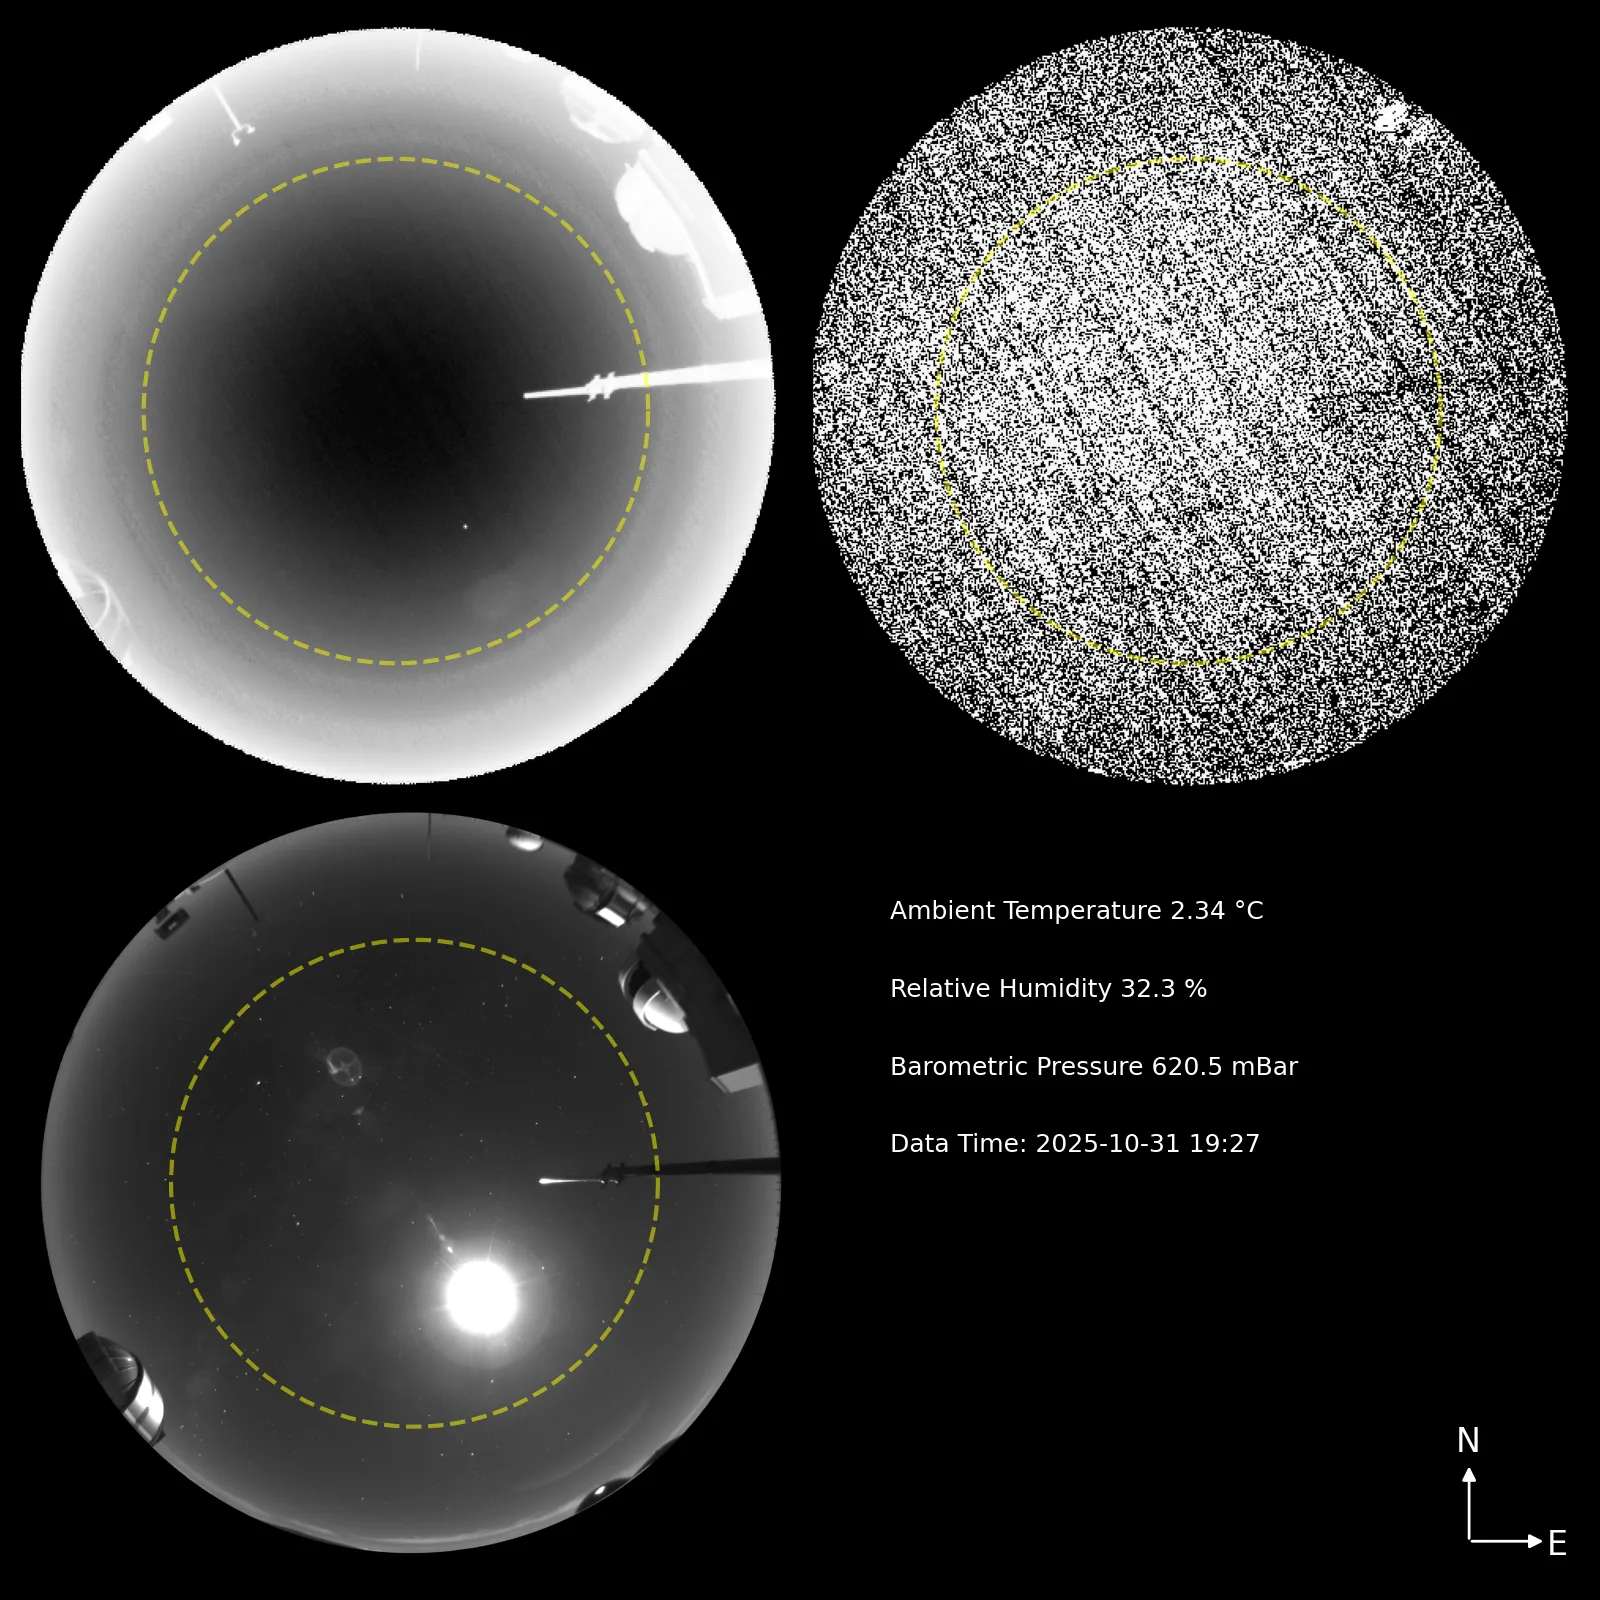 Ambient Temperature 2.34 °C
Relative Humidity 32.3 %
Barometric Pressure 620.5 mBar
Data Time: 2025-10-31 19:27
N
E